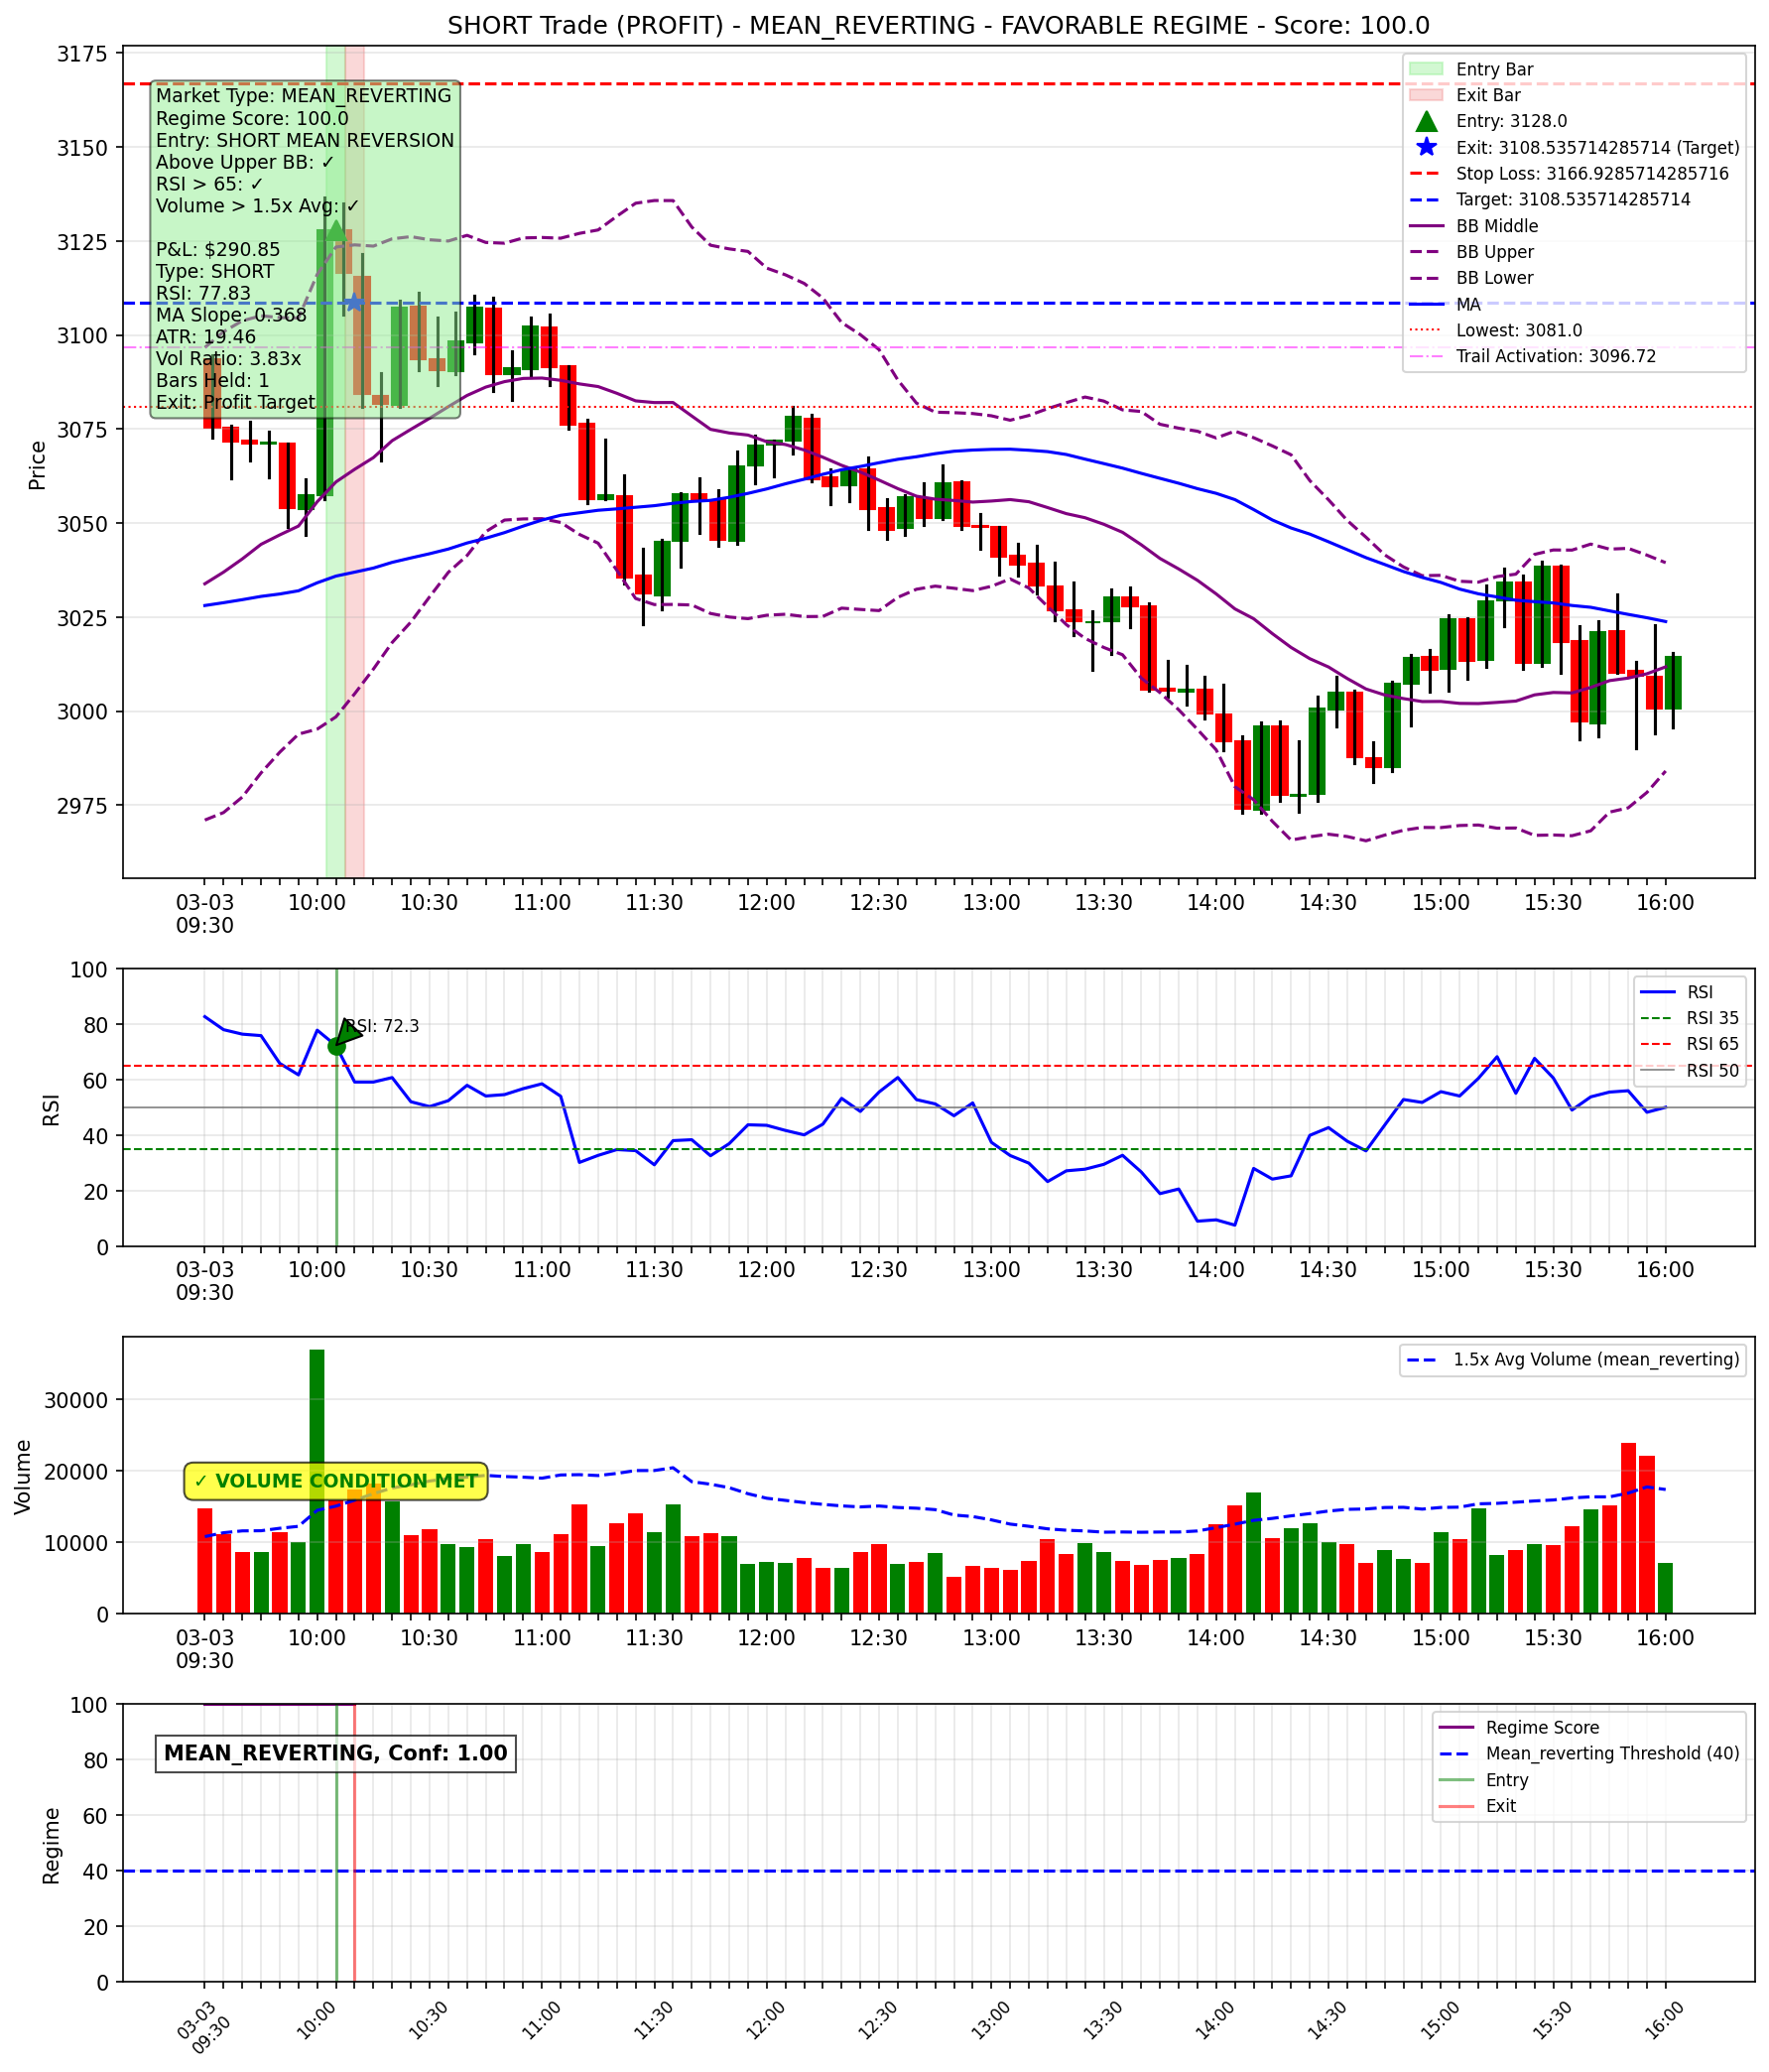 SHORT Trade (PROFIT) - MEAN_REVERTING - FAVORABLE REGIME - Score: 100.0
3175
3150
3125
3100
3075
3050
3025
3000
2975
Price
Market Type: MEAN_REVERTING
Regime Score: 100.0
Entry: SHORT MEAN REVERSION
Above Upper BB: ✓
RSI > 65: ✓
Volume > 1.5x Avg: ✓
P&L: $290.85
Type: SHORT
RSI: 77.83
MA Slope: 0.368
ATR: 19.46
Vol Ratio: 3.83x
Bars Held: 1
Exit: Profit Target
Entry Bar
Exit Bar
Entry: 3128.0
Exit: 3108.535714285714 (Target)
Stop Loss: 3166.9285714285716
Target: 3108.535714285714
BB Middle
BB Upper
BB Lower
MA
Lowest: 3081.0
Trail Activation: 3096.72
03-03 10:00 10:30 11:00 11:30 12:00 12:30 13:00 13:30 14:00 14:30 15:00 15:30 16:00
09:30
100
80
60
40
20
0
RSI
RSI: 72.3
RSI
RSI 35
RSI 65
RSI 50
03-03 10:00 10:30 11:00 11:30 12:00 12:30 13:00 13:30 14:00 14:30 15:00 15:30 16:00
09:30
30000
20000
10000
0
Volume
✓ VOLUME CONDITION MET
1.5x Avg Volume (mean_reverting)
03-03 10:00 10:30 11:00 11:30 12:00 12:30 13:00 13:30 14:00 14:30 15:00 15:30 16:00
09:30
100
80
60
40
20
0
Regime
MEAN_REVERTING, Conf: 1.00
Regime Score
Mean_reverting Threshold (40)
Entry
Exit
03-03 10:00 10:30 11:00 11:30 12:00 12:30 13:00 13:30 14:00 14:30 15:00 15:30 16:00
09:30